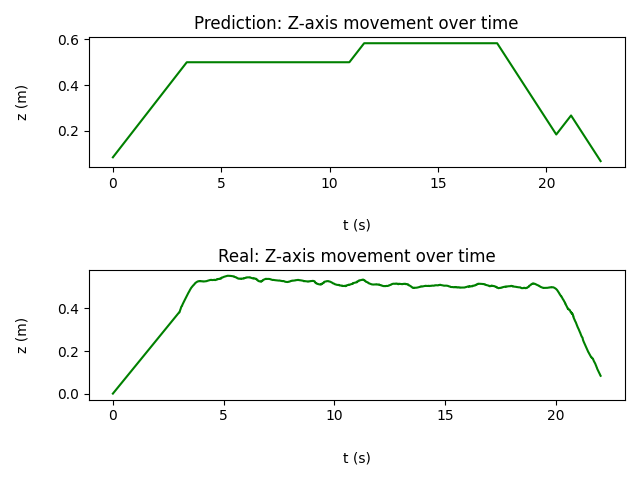 Prediction: Z-axis movement over time
0.6
0.4
0.2
z (m)
0 5 10 15 20
t (s)
Real: Z-axis movement over time
0.4
0.2
0.0
z (m)
0 5 10 15 20
t (s)